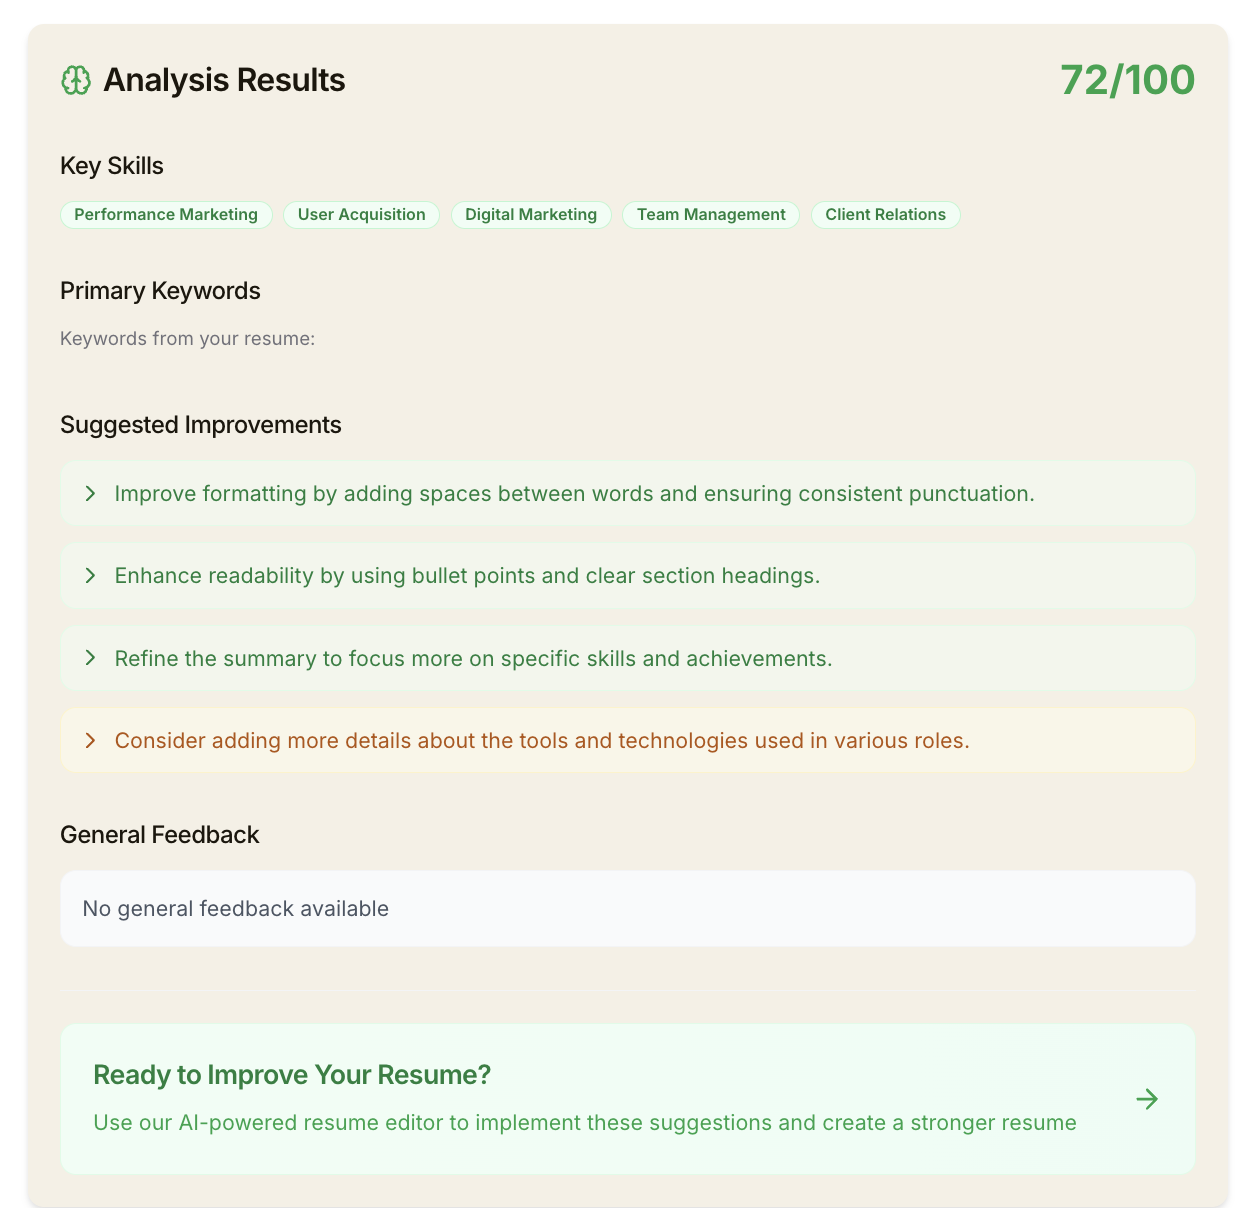 Analysis Results
72/100
Key Skills
Performance Marketing
User Acquisition
Digital Marketing
Team Management
Client Relations
Primary Keywords
Keywords from your resume:
Suggested Improvements
Improve formatting by adding spaces between words and ensuring consistent punctuation.
Enhance readability by using bullet points and clear section headings.
Refine the summary to focus more on specific skills and achievements.
Consider adding more details about the tools and technologies used in various roles.
General Feedback
No general feedback available
Ready to Improve Your Resume?
Use our AI-powered resume editor to implement these suggestions and create a stronger resume